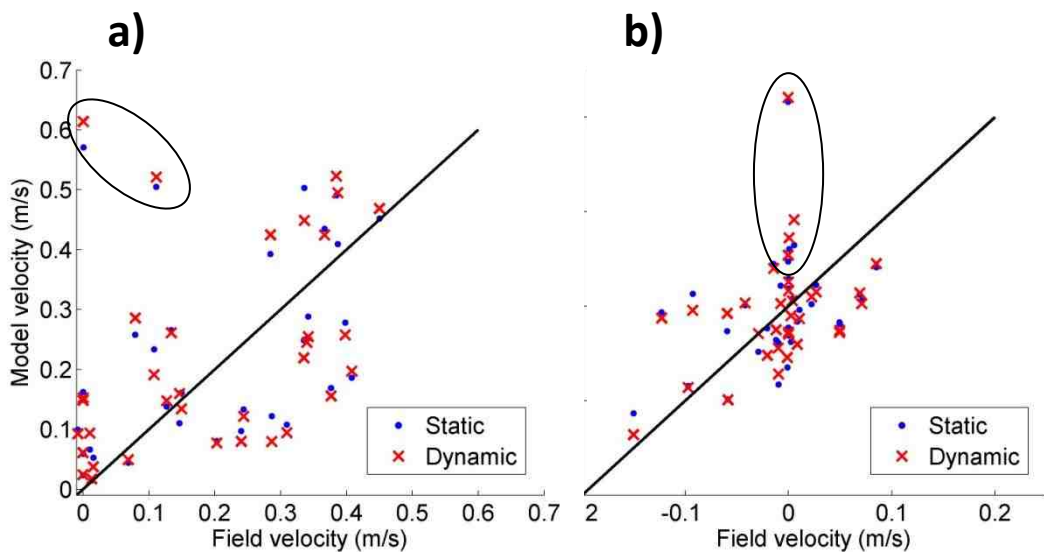 a)
b)
0.7
0.6
0.5
0.4
0.3
0.2
0.1
0
Model velocity (m/s)
Static
Dynamic
Static
Dynamic
0 0.1 0.2 0.3 0.4 0.5 0.6 0.7
2 -0.1 0 0.1 0.2
Field velocity (m/s)
Field velocity (m/s)